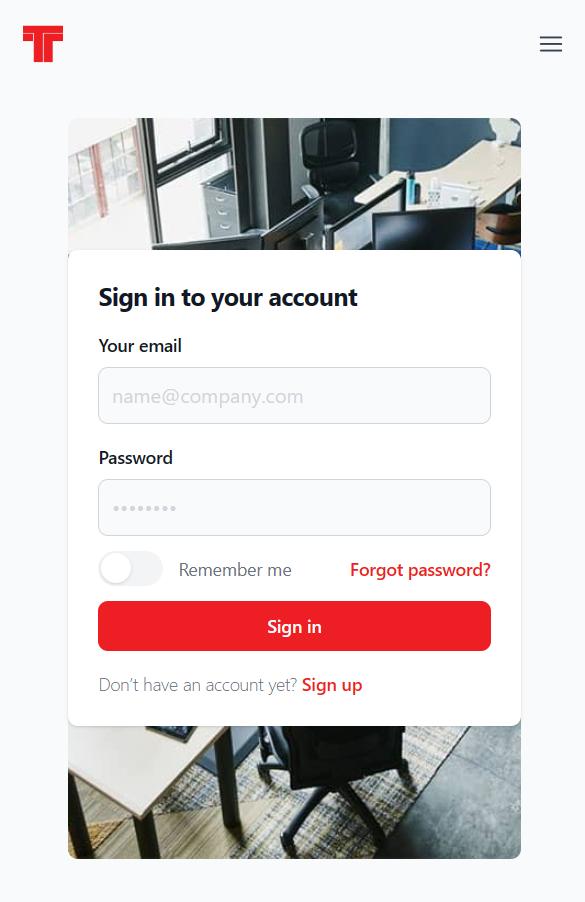 Sign in to your account
Your email
name@company.com
Password
••••••••
Remember me
Forgot password?
Sign in
Don't have an account yet? Sign up